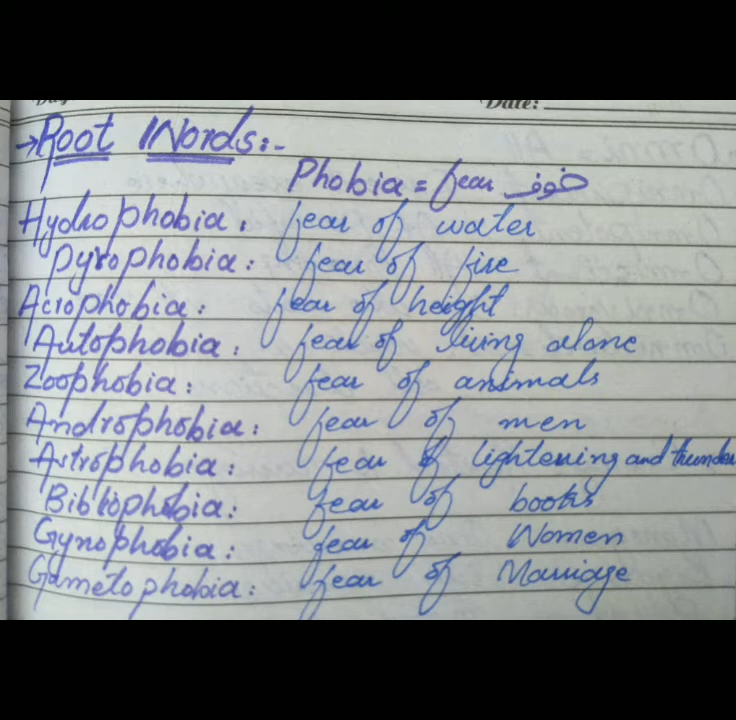 Date:
→Root Words:-
Phobia = fear خوف
Hydrophobia: fear of water
Pyrophobia: fear of fire
Acrophobia: fear of height
Autophobia: fear of living alone
Zoophobia: fear of animals
Androphobia: fear of men
Astrophobia: fear of lightening and thunder
Bibliophobia: fear of books
Gynophobia: fear of Women
Gametophobia: fear of Marriage